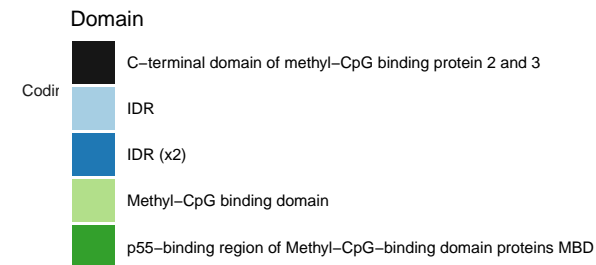 Domain
C−terminal domain of methyl−CpG binding protein 2 and 3
Codir
IDR
IDR (x2)
Methyl−CpG binding domain
p55−binding region of Methyl−CpG−binding domain proteins MBD